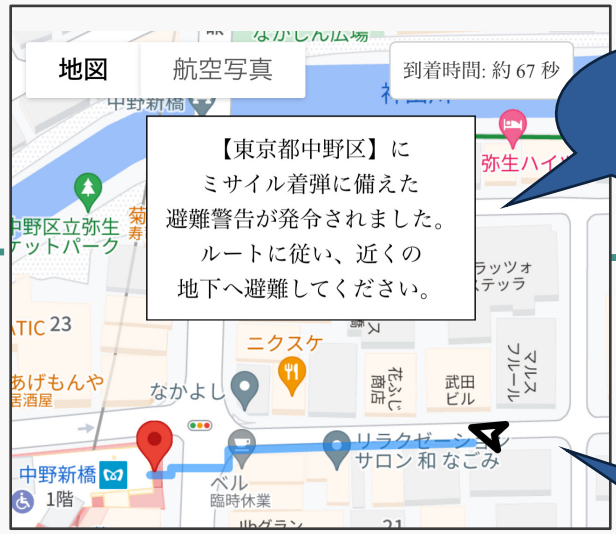 なかしん広場
地図
航空写真
到着時間: 約 67 秒
中野新橋
【東京都中野区】に
ミサイル着弾に備えた
避難警告が発令されました。
ルートに従い、近くの
地下へ避難してください。
中野区立弥生
ケットパーク
菊
寿
弥生ハイ
ラッツォ
ステッラ
TIC 23
ニクスケ
あげもんや
居酒屋
なかよし
花ふじ
商店
武田
ビル
マルス
フルール
リラクゼーション
サロン 和 なごみ
中野新橋
1階
ベル
臨時休業
グラン
21